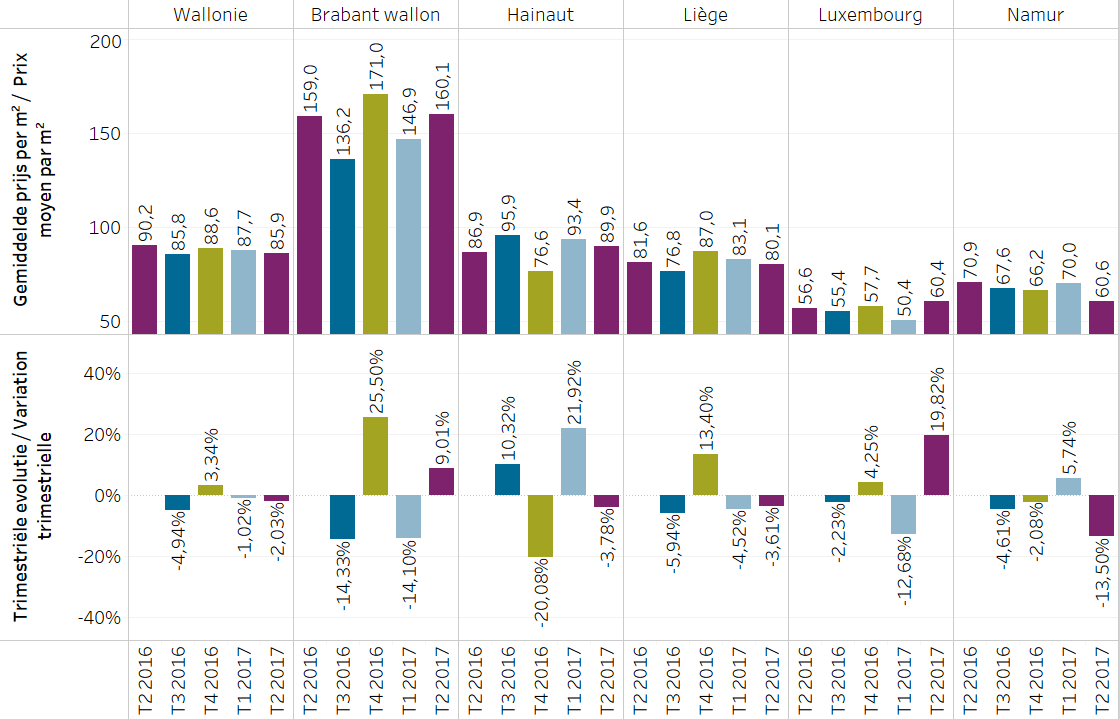 Wallonie Brabant wallon Hainaut Liège Luxembourg Namur
Gemiddelde prijs per m² / Prix
moyen par m²
200
150
100
50
90,2 85,8 88,6 87,7 85,9
159,0 136,2 171,0 146,9 160,1
86,9 95,9 76,6 93,4 89,9
81,6 76,8 87,0 83,1 80,1
56,6 55,4 57,7 50,4 60,4
70,9 67,6 66,2 70,0 60,6
Trimestriële evolutie / Variation
trimestrielle
40%
20%
0%
-20%
-40%
-4,94% 3,34% -1,02% -2,03%
-14,33% 25,50% -14,10% 9,01%
10,32% -20,08% 21,92% -3,78%
-5,94% 13,40% -4,52% -3,61%
-2,23% 4,25% -12,68% 19,82%
-4,61% -2,08% 5,74% -13,50%
T2 2016 T3 2016 T4 2016 T1 2017 T2 2017 T2 2016 T3 2016 T4 2016 T1 2017 T2 2017 T2 2016 T3 2016 T4 2016 T1 2017 T2 2017 T2 2016 T3 2016 T4 2016 T1 2017 T2 2017 T2 2016 T3 2016 T4 2016 T1 2017 T2 2017 T2 2016 T3 2016 T4 2016 T1 2017 T2 2017